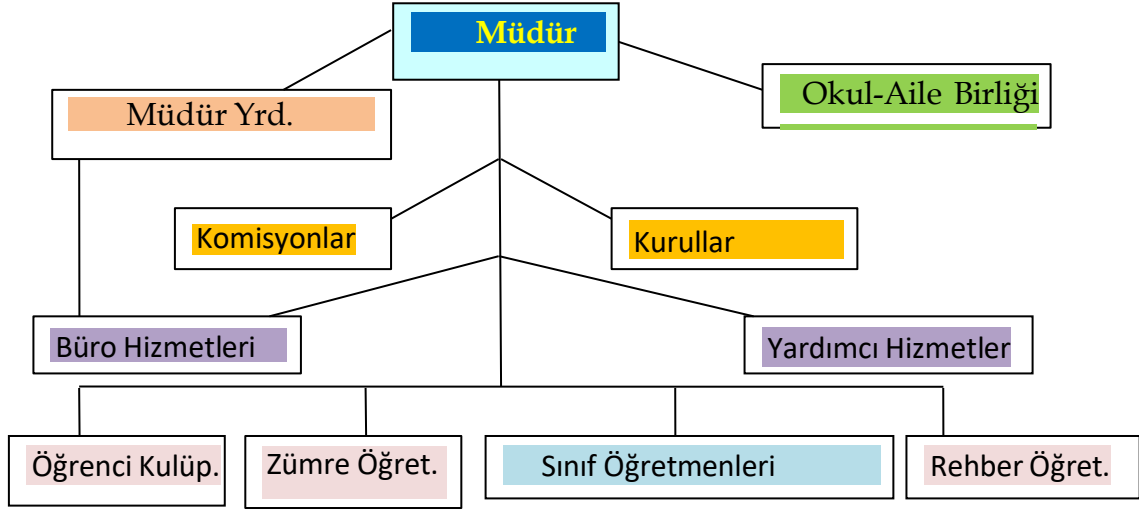 Müdür
Müdür Yrd.
Okul-Aile Birliği
Komisyonlar
Kurullar
Büro Hizmetleri
Yardımcı Hizmetler
Öğrenci Kulüp.
Zümre Öğret.
Sınıf Öğretmenleri
Rehber Öğret.